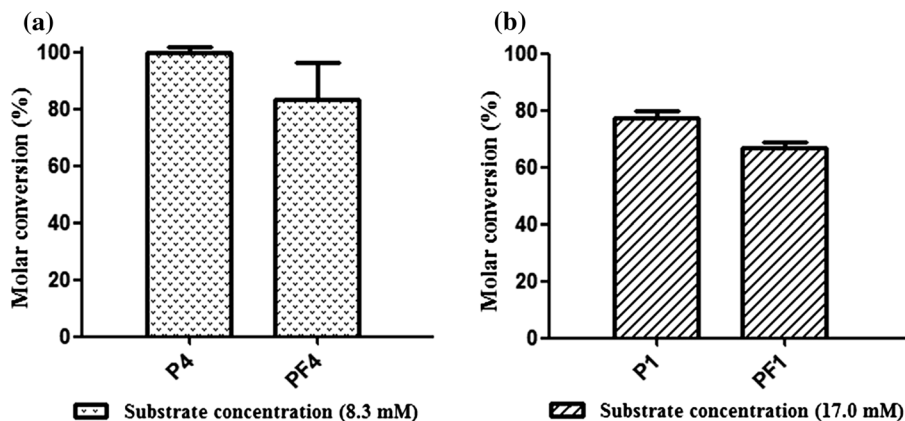 (a)
Molar conversion (%)
100
80
60
40
20
0
P4
PF4
Substrate concentration (8.3 mM)
(b)
Molar conversion (%)
100
80
60
40
20
0
P1
PF1
Substrate concentration (17.0 mM)